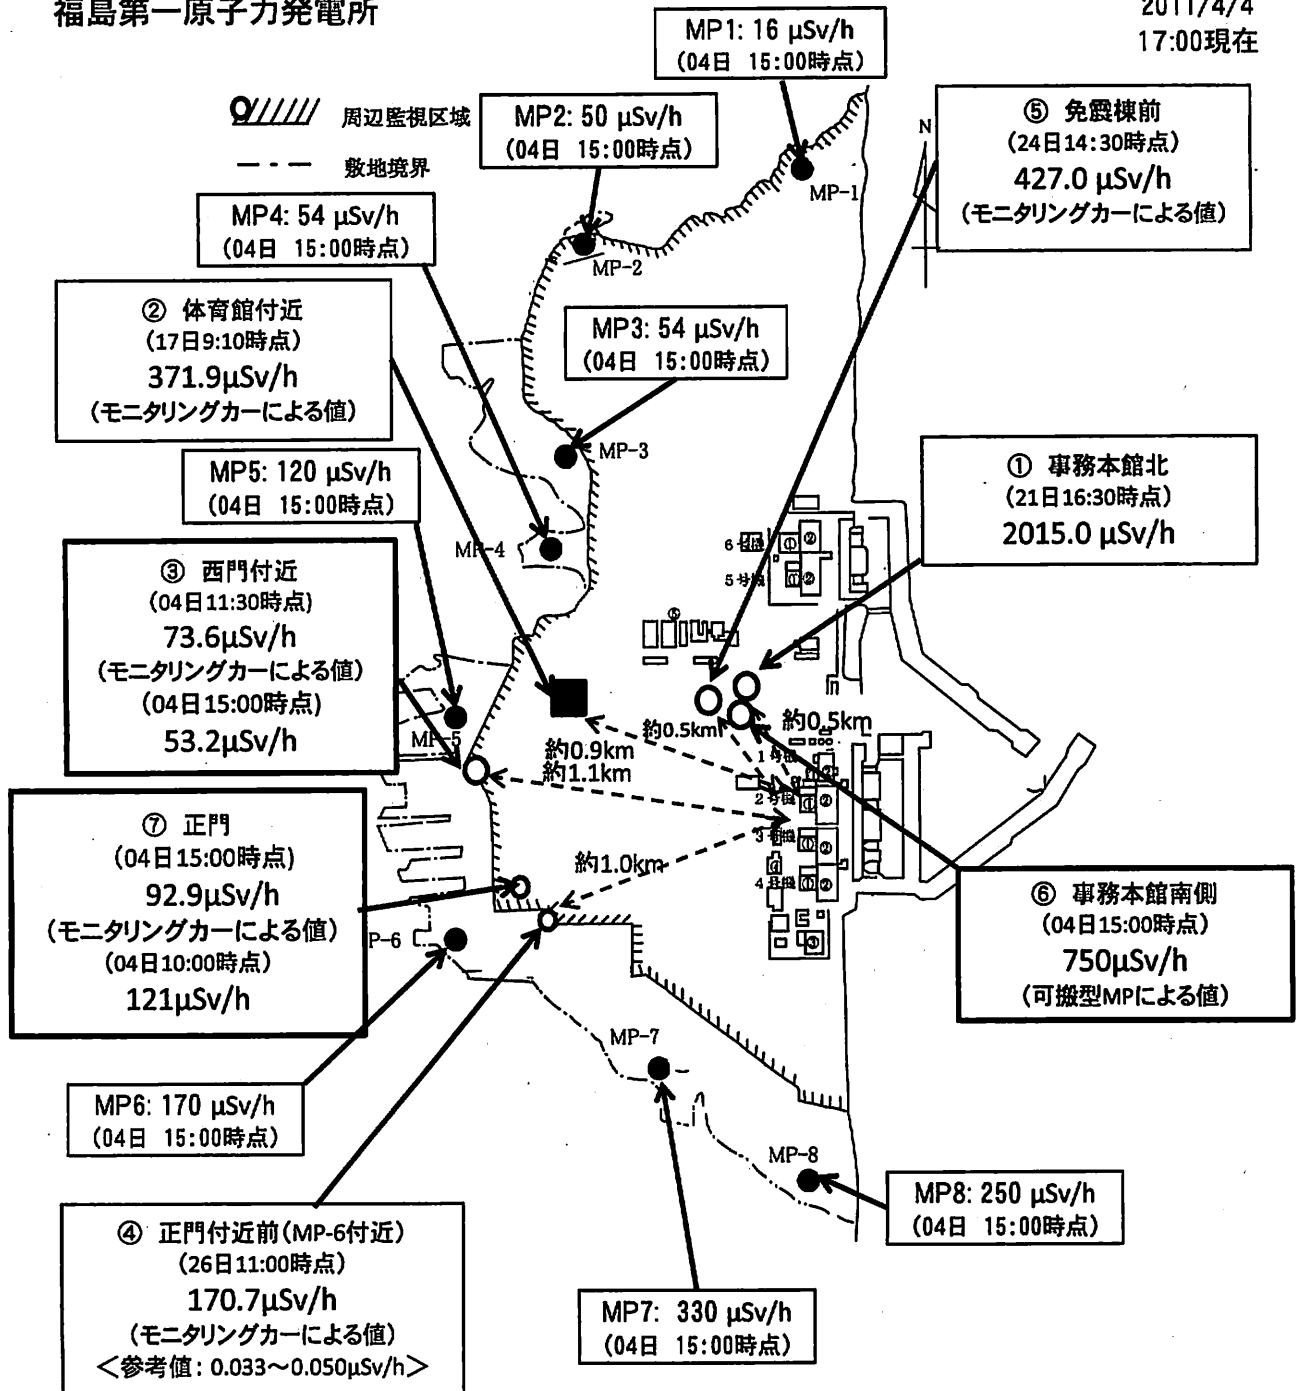 福島第一原子力発電所
2011/4/4
17:00現在
MP1: 16 μSv/h
(04日 15:00時点)
周辺監視区域
敷地境界
MP2: 50 μSv/h
(04日 15:00時点)
⑤ 免震棟前
(24日14:30時点)
427.0 μSv/h
(モニタリングカーによる値)
N
MP-1
MP4: 54 μSv/h
(04日 15:00時点)
MP-2
② 体育館付近
(17日9:10時点)
371.9μSv/h
(モニタリングカーによる値)
MP3: 54 μSv/h
(04日 15:00時点)
MP-3
MP5: 120 μSv/h
(04日 15:00時点)
① 事務本館北
(21日16:30時点)
2015.0 μSv/h
MP-4
6号機
① ②
5号機
① ②
③ 西門付近
(04日11:30時点)
73.6μSv/h
(モニタリングカーによる値)
(04日15:00時点)
53.2μSv/h
MP-5
約0.5km
約0.5km
約0.9km
約1.1km
1号機
2号機
① ②
3号機
① ②
4号機
① ②
③
約1.0km
⑦ 正門
(04日15:00時点)
92.9μSv/h
(モニタリングカーによる値)
(04日10:00時点)
121μSv/h
P-6
⑥ 事務本館南側
(04日15:00時点)
750μSv/h
(可搬型MPによる値)
MP-7
MP6: 170 μSv/h
(04日 15:00時点)
MP-8
MP8: 250 μSv/h
(04日 15:00時点)
④ 正門付近前(MP-6付近)
(26日11:00時点)
170.7μSv/h
(モニタリングカーによる値)
<参考値: 0.033～0.050μSv/h>
MP7: 330 μSv/h
(04日 15:00時点)